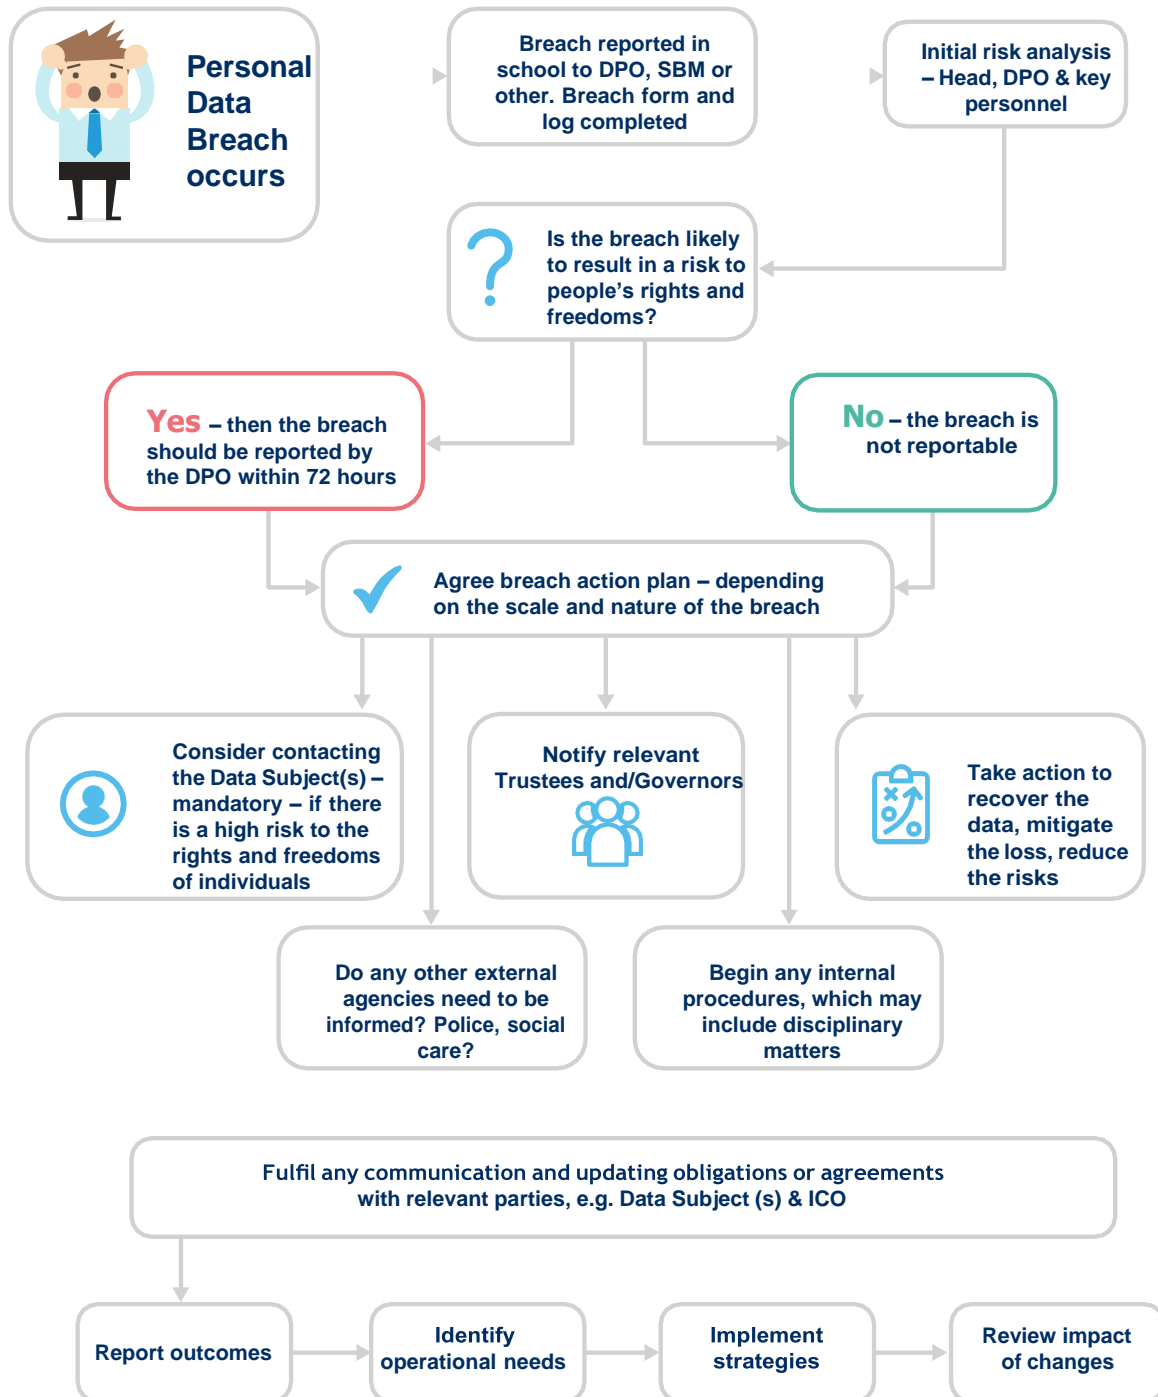 Personal
Data
Breach
occurs
Breach reported in
school to DPO, SBM or
other. Breach form and
log completed
Initial risk analysis
– Head, DPO & key
personnel
Is the breach likely
to result in a risk to
people’s rights and
freedoms?
Yes – then the breach
should be reported by
the DPO within 72 hours
No – the breach is
not reportable
Agree breach action plan – depending
on the scale and nature of the breach
Consider contacting
the Data Subject(s) –
mandatory – if there
is a high risk to the
rights and freedoms
of individuals
Notify relevant
Trustees and/Governors
Take action to
recover the
data, mitigate
the loss, reduce
the risks
Do any other external
agencies need to be
informed? Police, social
care?
Begin any internal
procedures, which may
include disciplinary
matters
Fulfil any communication and updating obligations or agreements
with relevant parties, e.g. Data Subject (s) & ICO
Report outcomes
Identify
operational needs
Implement
strategies
Review impact
of changes